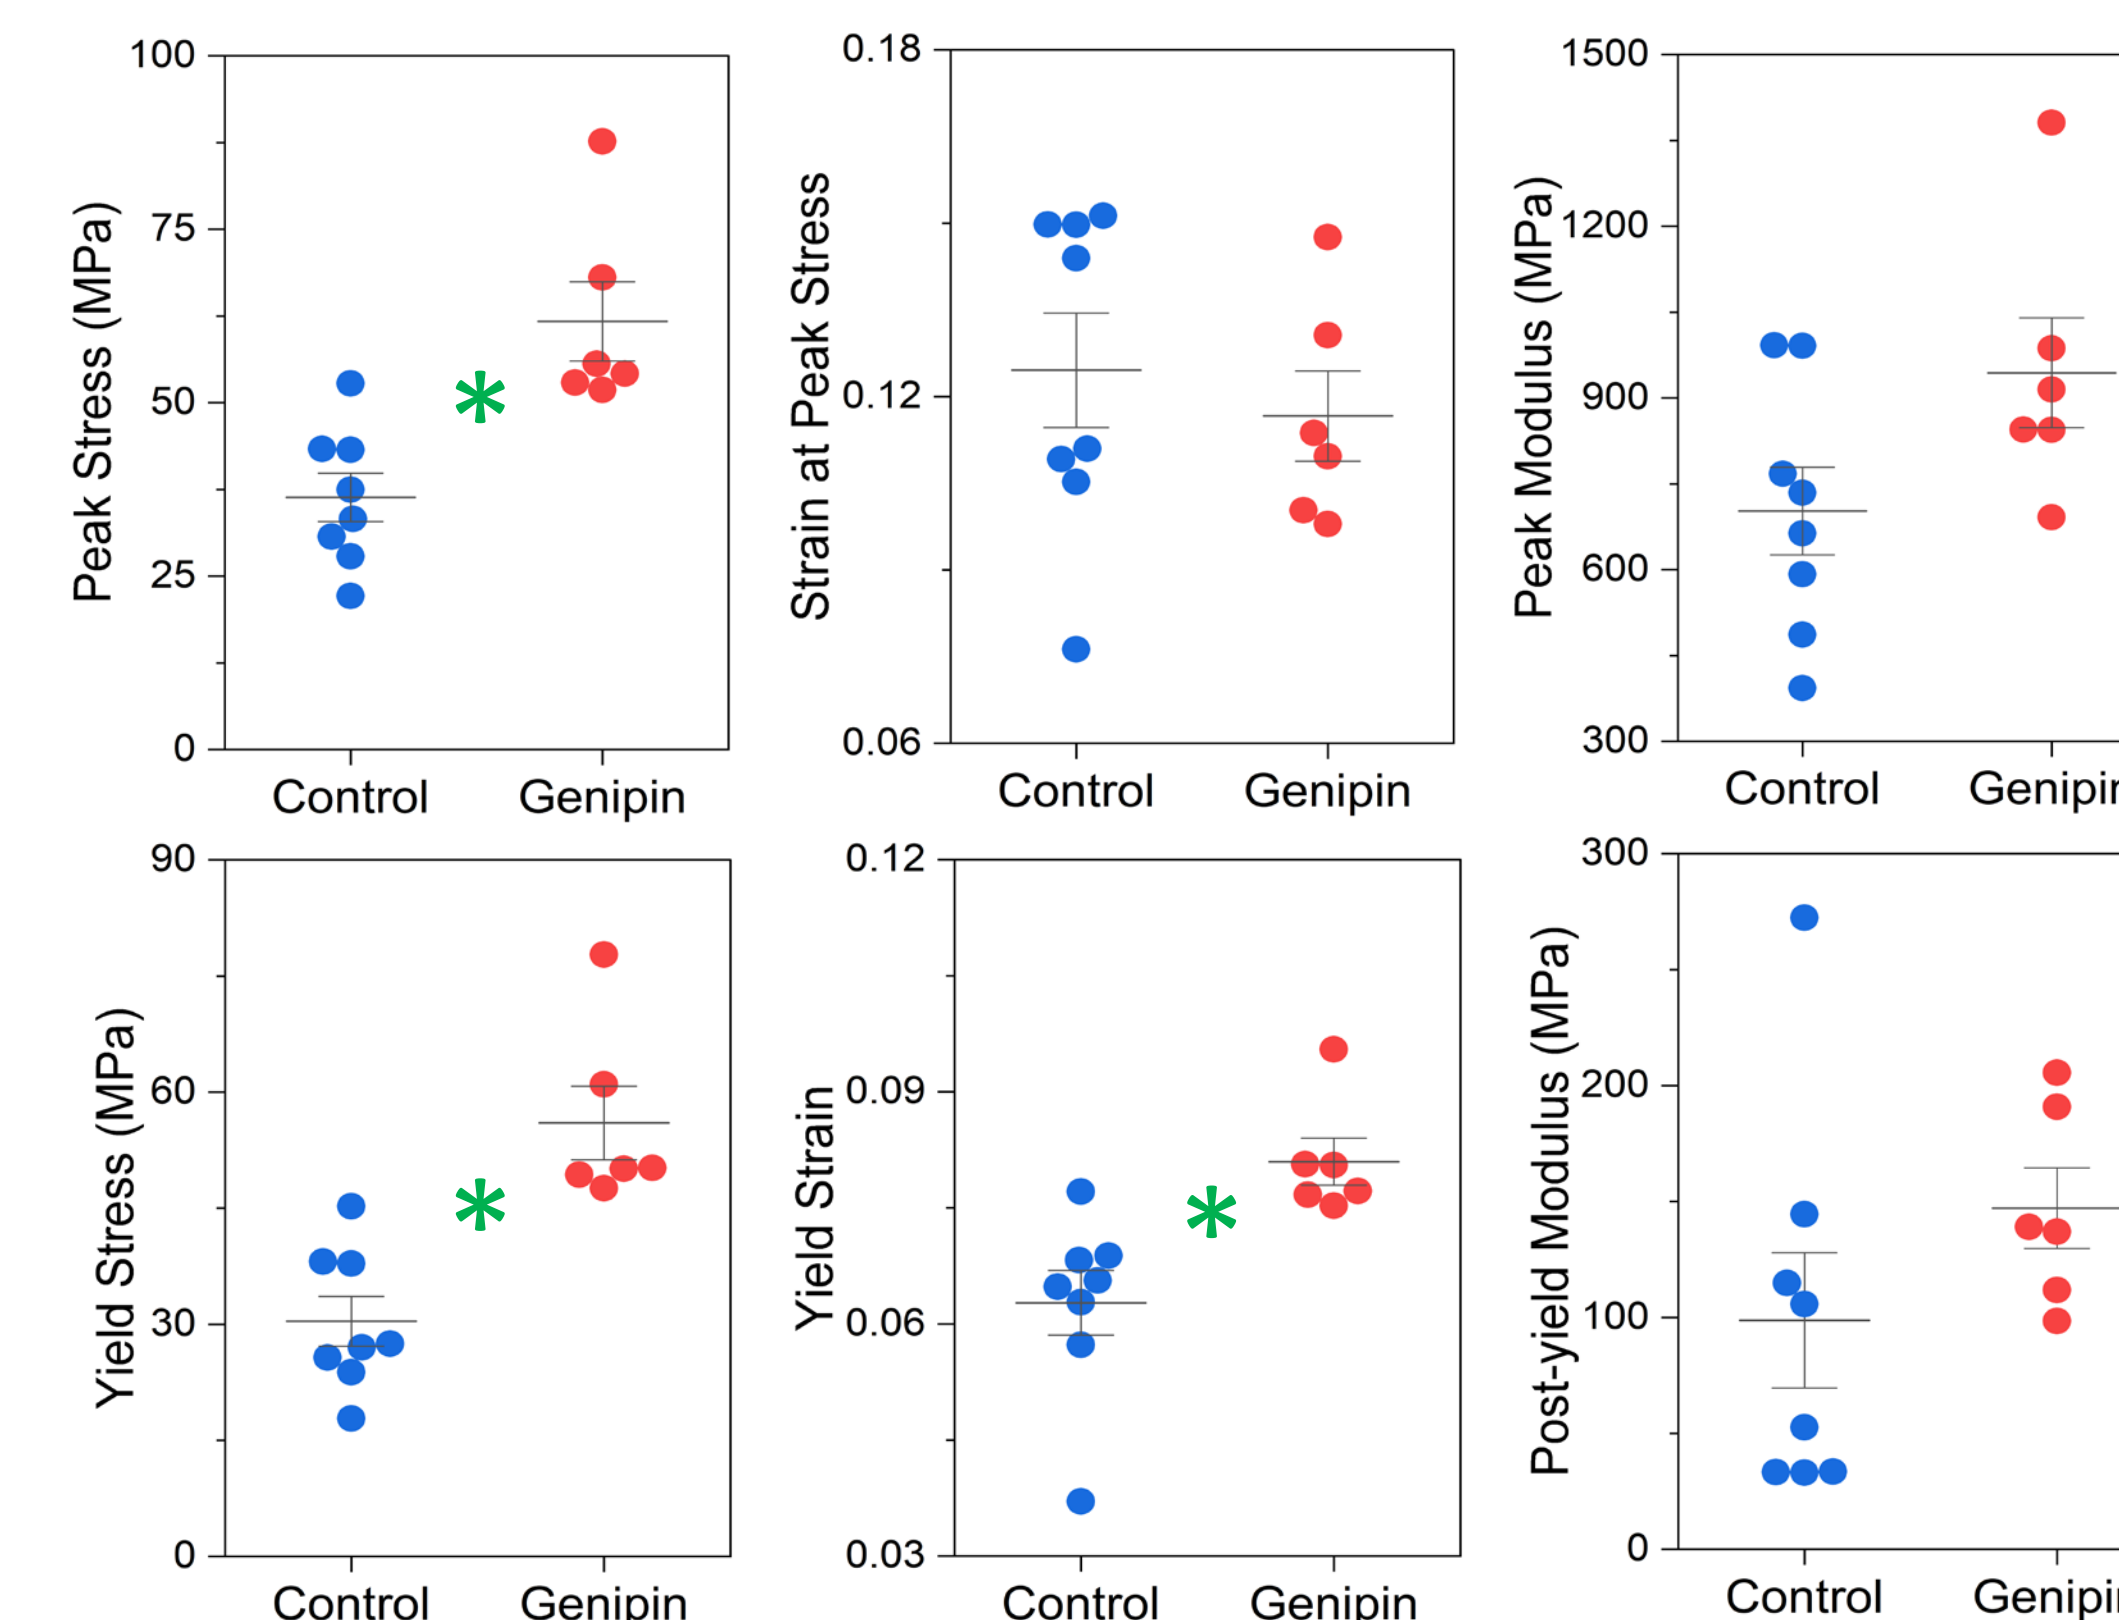 Peak Stress (MPa)
100
75
50
25
0
Control Genipin
Strain at Peak Stress
0.18
0.12
0.06
Control Genipin
Peak Modulus (MPa)
1500
1200
900
600
300
Control Genipin
Yield Stress (MPa)
90
60
30
0
*
*
Control Genipin
Yield Strain
0.12
0.09
0.06
0.03
*
Control Genipin
Post-yield Modulus (MPa)
300
200
100
0
Control Genipin